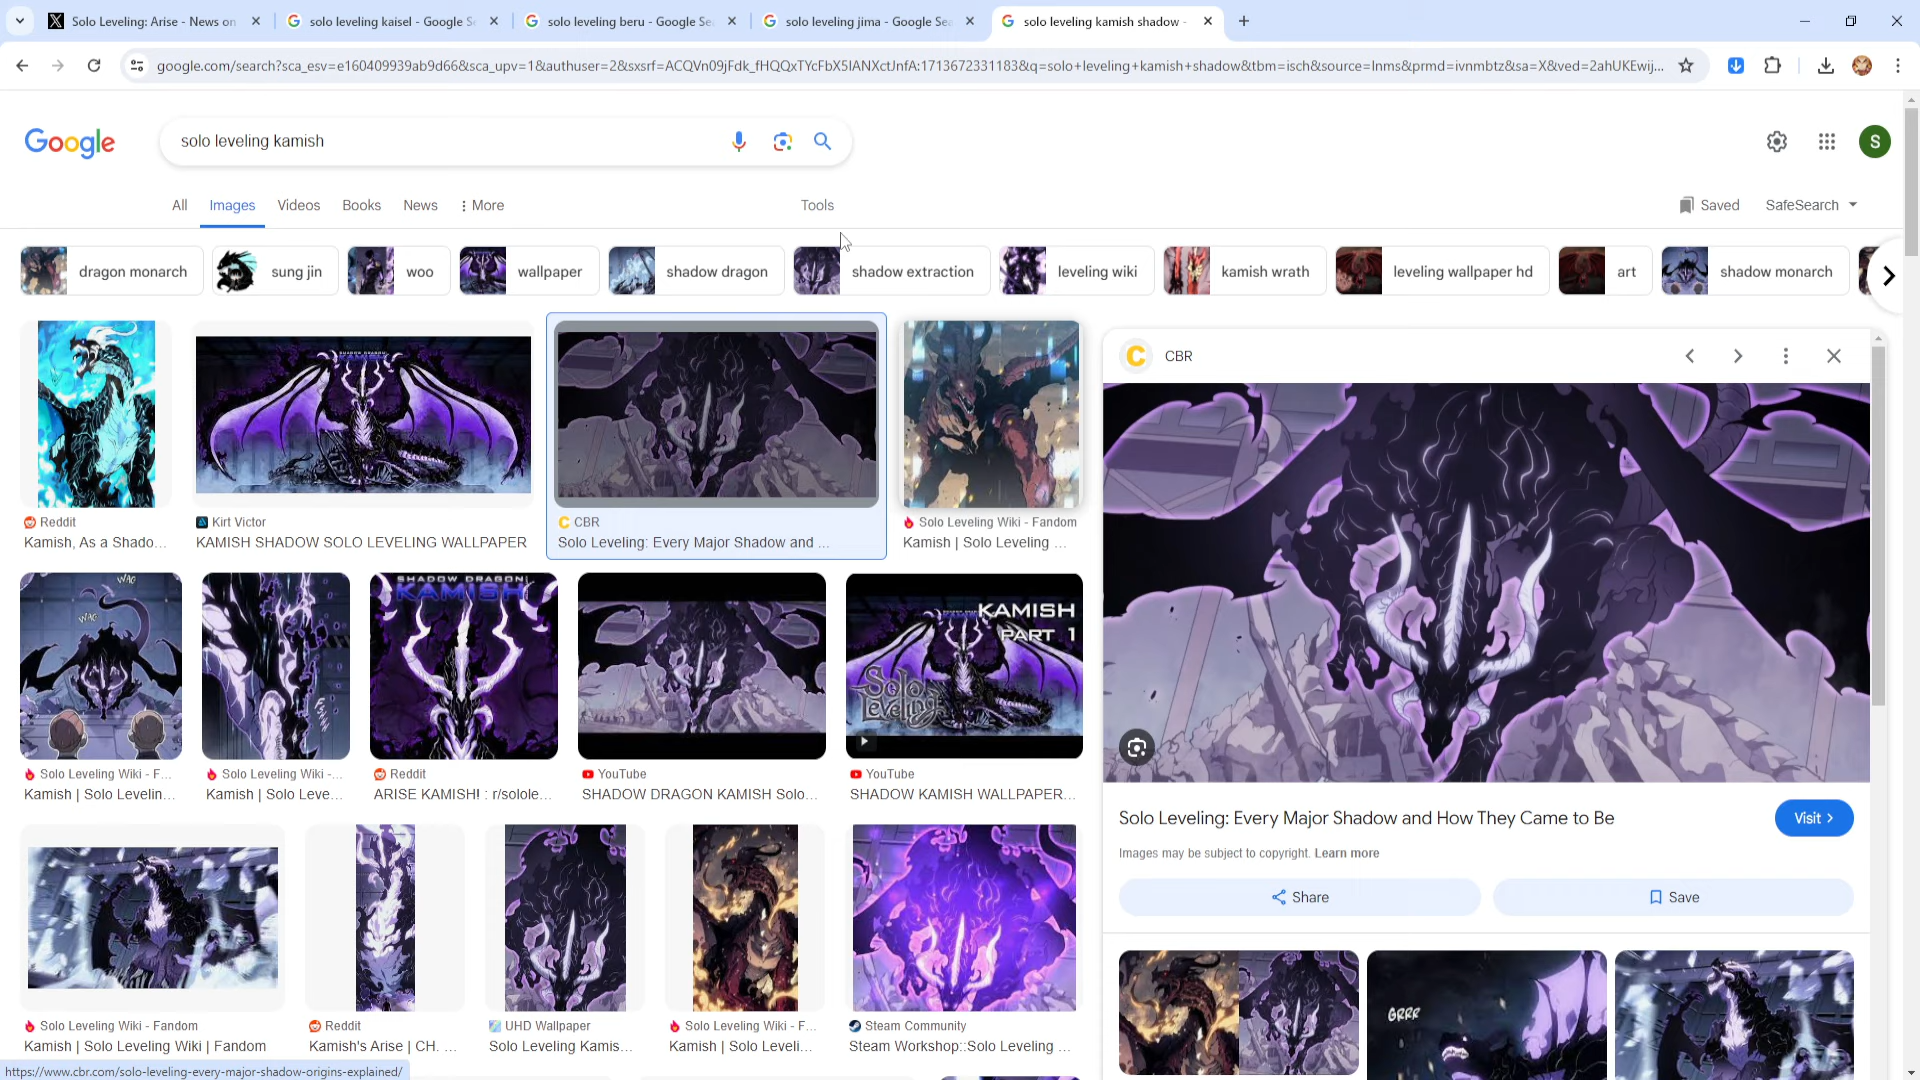 Solo Leveling: Arise - News on
solo leveling kaisel - Google Se
solo leveling beru - Google Sea
solo leveling jima - Google Sea
solo leveling kamish shadow -
google.com/search?sca_esv=e160409939ab9d66&sca_upv=1&authuser=2&sxsrf=ACQVn09jFdk_fHQQxTYcFbX5IANXctJnfA:1713672331183&q=solo+leveling+kamish+shadow&tbm=isch&source=lnms&prmd=ivnmbtz&sa=X&ved=2ahUKEwij...
Google
solo leveling kamish
S
All
Images
Videos
Books
News
More
Tools
Saved
SafeSearch
dragon monarch
sung jin
woo
wallpaper
shadow dragon
shadow extraction
leveling wiki
kamish wrath
leveling wallpaper hd
art
shadow monarch
Reddit
Kamish, As a Shado...
Kirt Victor
KAMISH SHADOW SOLO LEVELING WALLPAPER
CBR
Solo Leveling: Every Major Shadow and ...
Solo Leveling Wiki - Fandom
Kamish | Solo Leveling ...
WAG
WAG
SHADOW DRAGON
KAMISH
KAMISH
PART 1
Solo
Leveling
Solo Leveling Wiki - F...
Kamish | Solo Levelin...
Solo Leveling Wiki -...
Kamish | Solo Leve...
Reddit
ARISE KAMISH! : r/solole...
YouTube
SHADOW DRAGON KAMISH Solo...
YouTube
SHADOW KAMISH WALLPAPER...
Solo Leveling Wiki - Fandom
Kamish | Solo Leveling Wiki | Fandom
Reddit
Kamish's Arise | CH. ...
UHD Wallpaper
Solo Leveling Kamis...
Solo Leveling Wiki - F...
Kamish | Solo Leveli...
Steam Community
Steam Workshop::Solo Leveling ...
C CBR
Solo Leveling: Every Major Shadow and How They Came to Be
Visit
Images may be subject to copyright. Learn more
Share
Save
GRRR
https://www.cbr.com/solo-leveling-every-major-shadow-origins-explained/